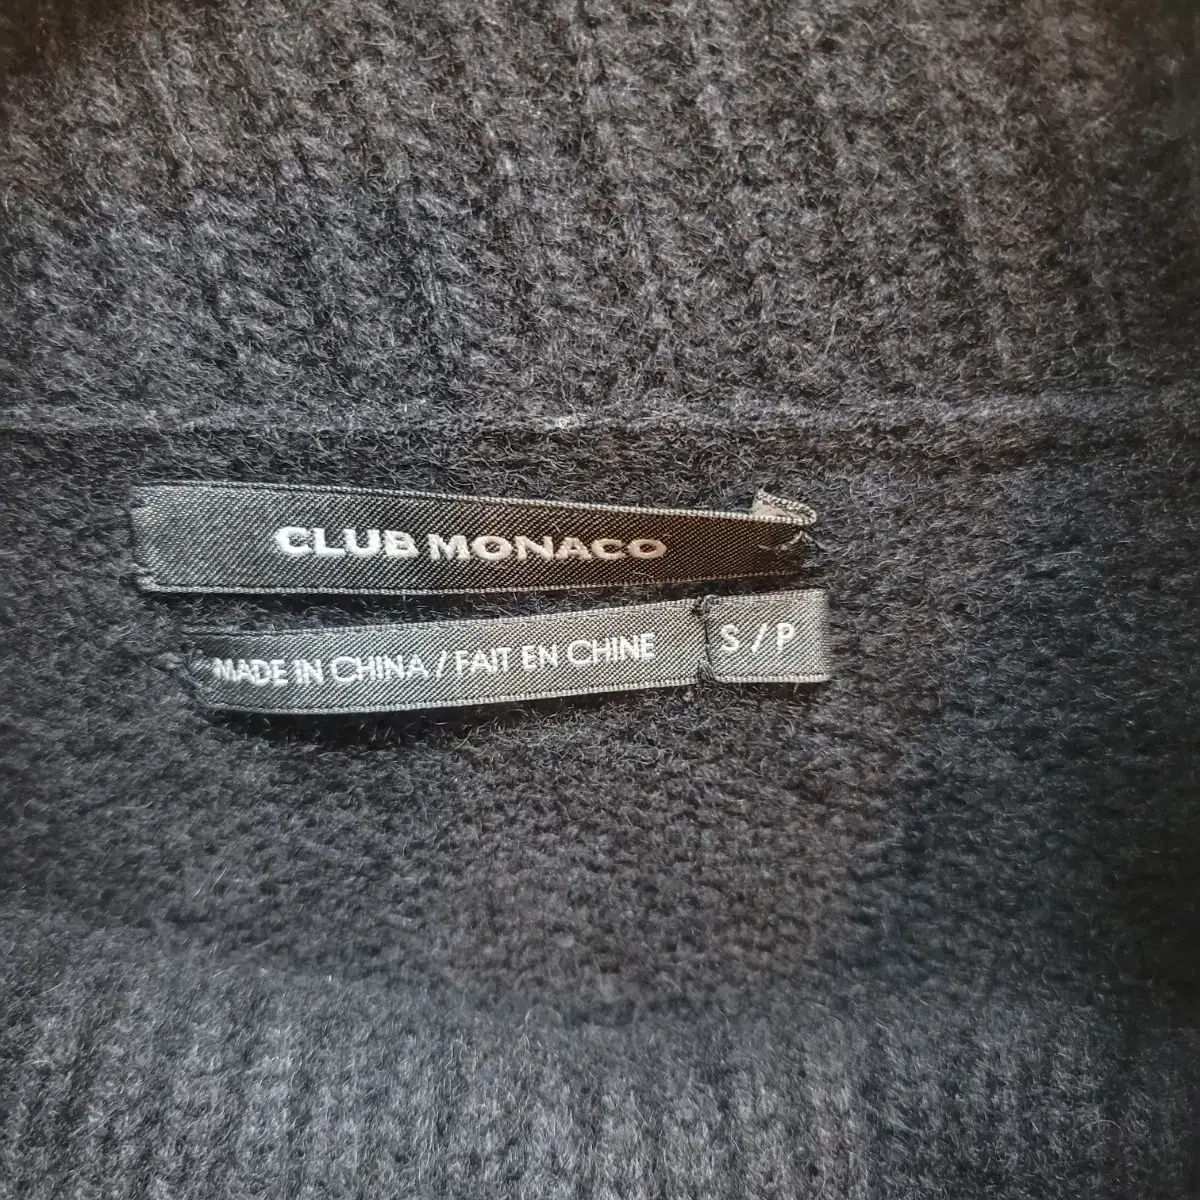 CLUB MONACO
MADE IN CHINA / FAIT EN CHINE
S / P